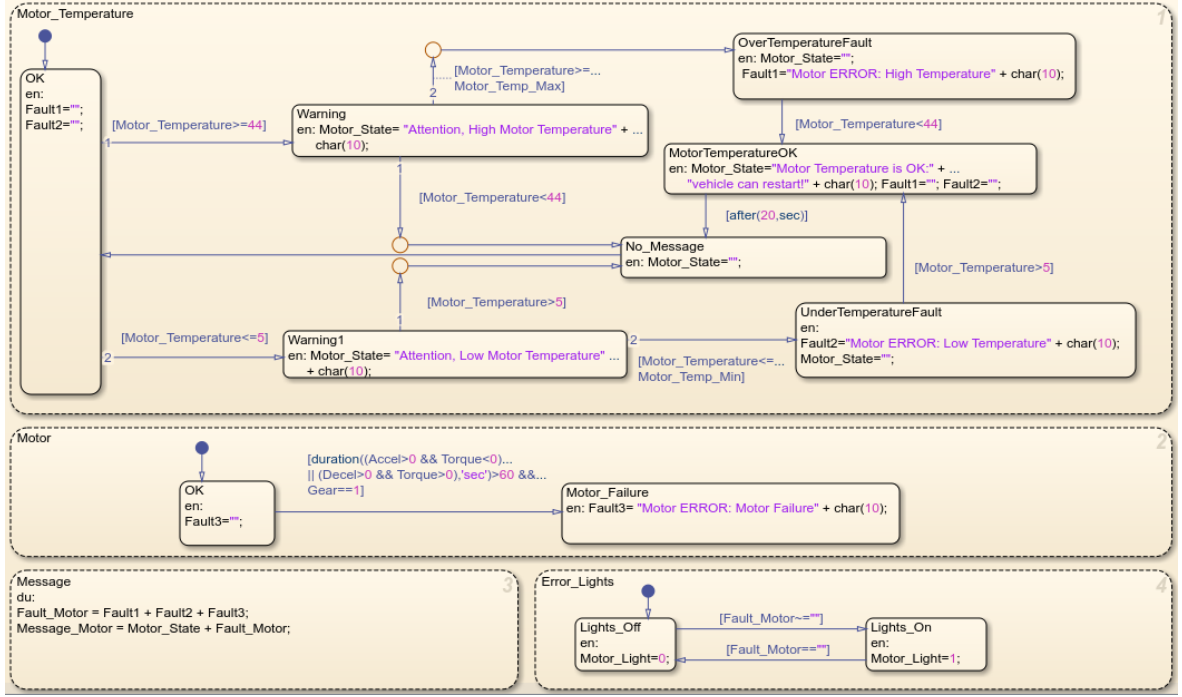 Motor_Temperature
1
OK
en:
Fault1="";
Fault2="";
[Motor_Temperature>=44]
1
Warning
en: Motor_State= "Attention, High Motor Temperature" + ...
char(10);
2
[Motor_Temperature>=...
Motor_Temp_Max]
OverTemperatureFault
en: Motor_State="";
Fault1="Motor ERROR: High Temperature" + char(10);
[Motor_Temperature<44]
MotorTemperatureOK
en: Motor_State="Motor Temperature is OK:" + ...
"vehicle can restart!" + char(10); Fault1=""; Fault2="";
1
[Motor_Temperature<44]
[after(20,sec)]
No_Message
en: Motor_State="";
[Motor_Temperature>5]
[Motor_Temperature>5]
1
[Motor_Temperature<=5]
2
Warning1
en: Motor_State= "Attention, Low Motor Temperature" ...
+ char(10);
2
[Motor_Temperature<=...
Motor_Temp_Min]
UnderTemperatureFault
en:
Fault2="Motor ERROR: Low Temperature" + char(10);
Motor_State="";
Motor
2
OK
en:
Fault3="";
[duration((Accel>0 && Torque<0)...
|| (Decel>0 && Torque>0),'sec')>60 &&...
Gear==1]
Motor_Failure
en: Fault3= "Motor ERROR: Motor Failure" + char(10);
Message
3
du:
Fault_Motor = Fault1 + Fault2 + Fault3;
Message_Motor = Motor_State + Fault_Motor;
Error_Lights
4
Lights_Off
en:
Motor_Light=0;
[Fault_Motor~=""]
[Fault_Motor==""]
Lights_On
en:
Motor_Light=1;